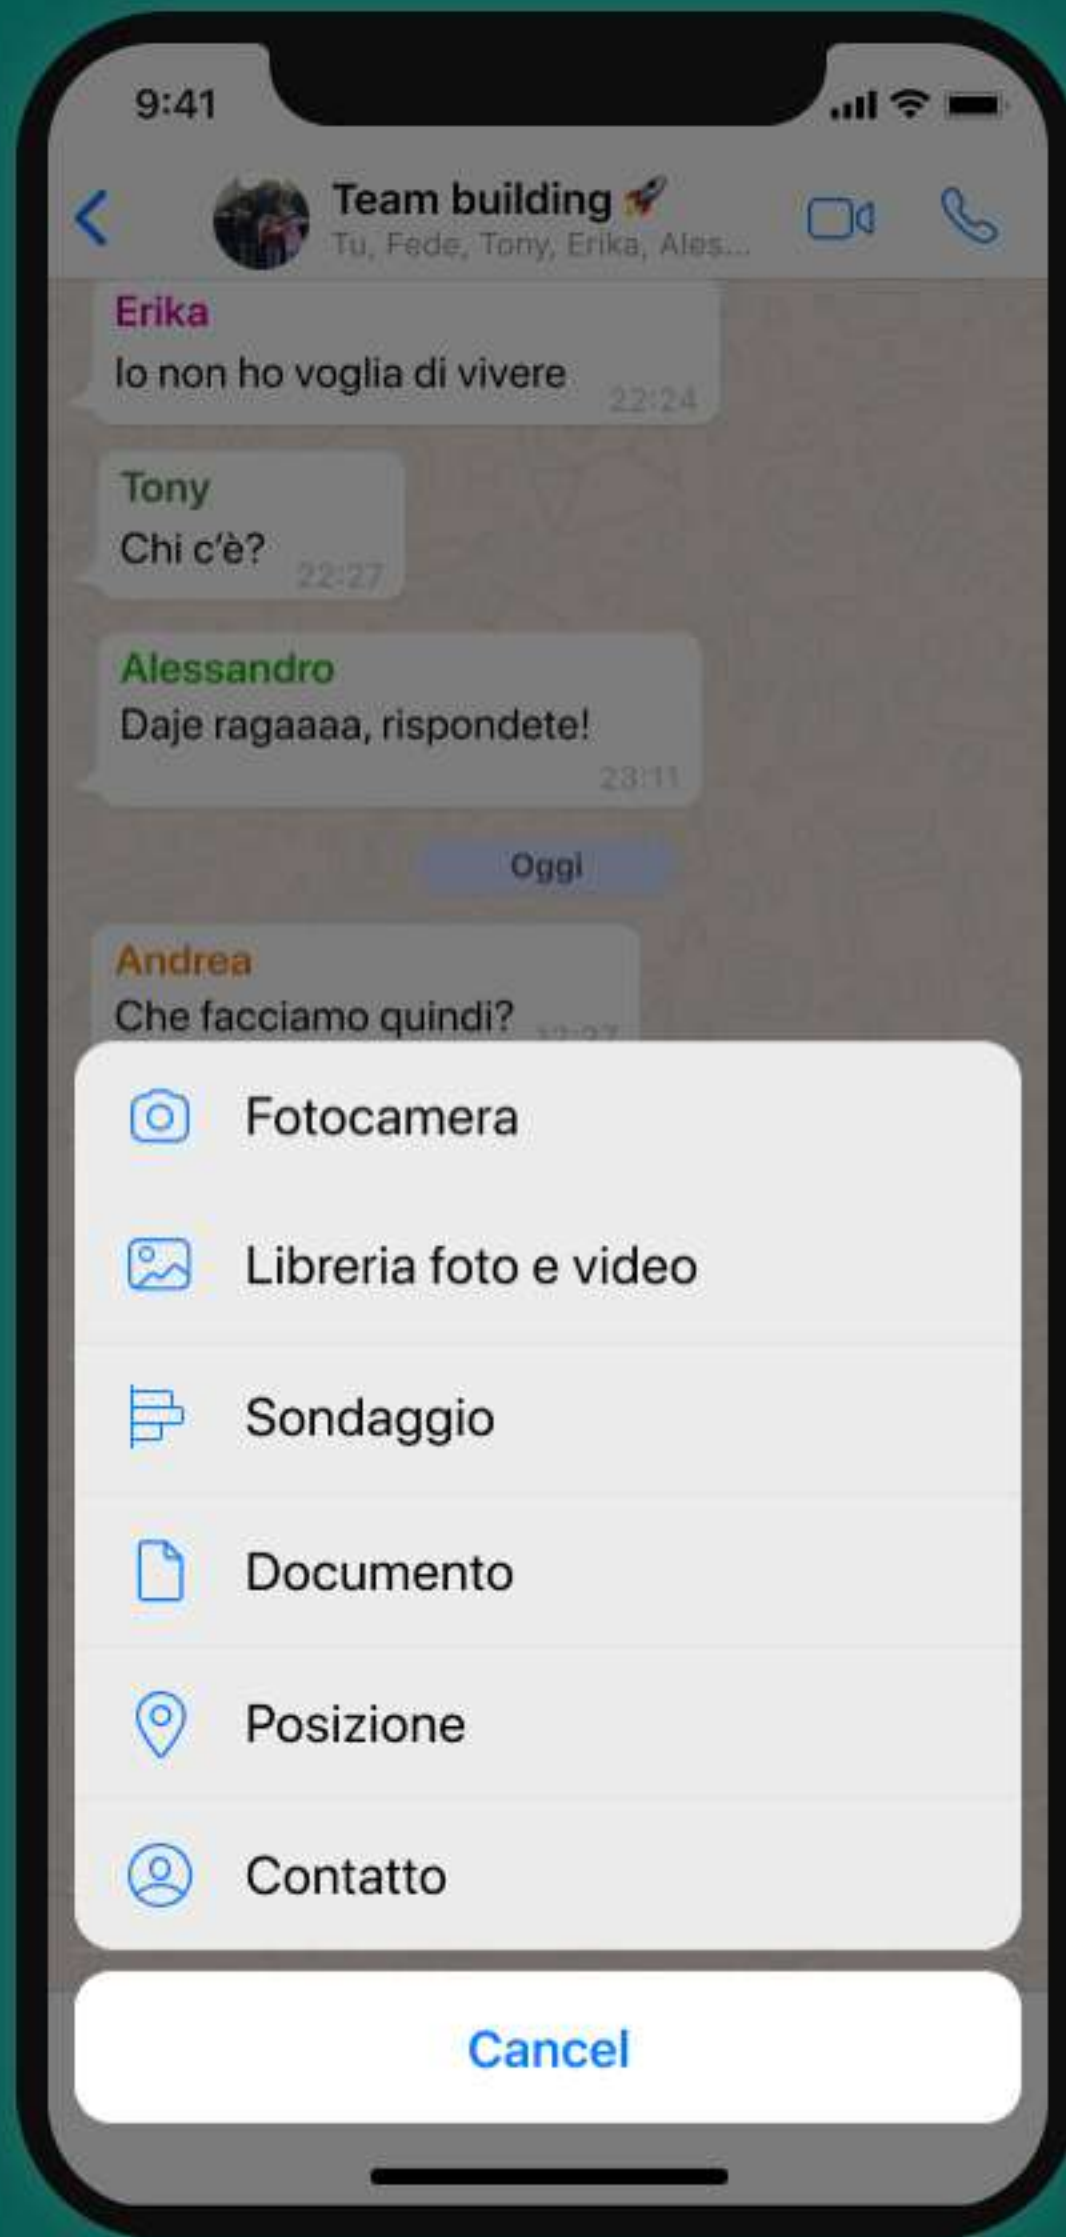 9:41
Team building 🚀
Tu, Fede, Tony, Erika, Ales...
Erika
Io non ho voglia di vivere
22:24
Tony
Chi c'è?
22:27
Alessandro
Daje ragaaaa, rispondete!
23:11
Oggi
Andrea
Che facciamo quindi?
12:27
Fotocamera
Libreria foto e video
Sondaggio
Documento
Posizione
Contatto
Cancel